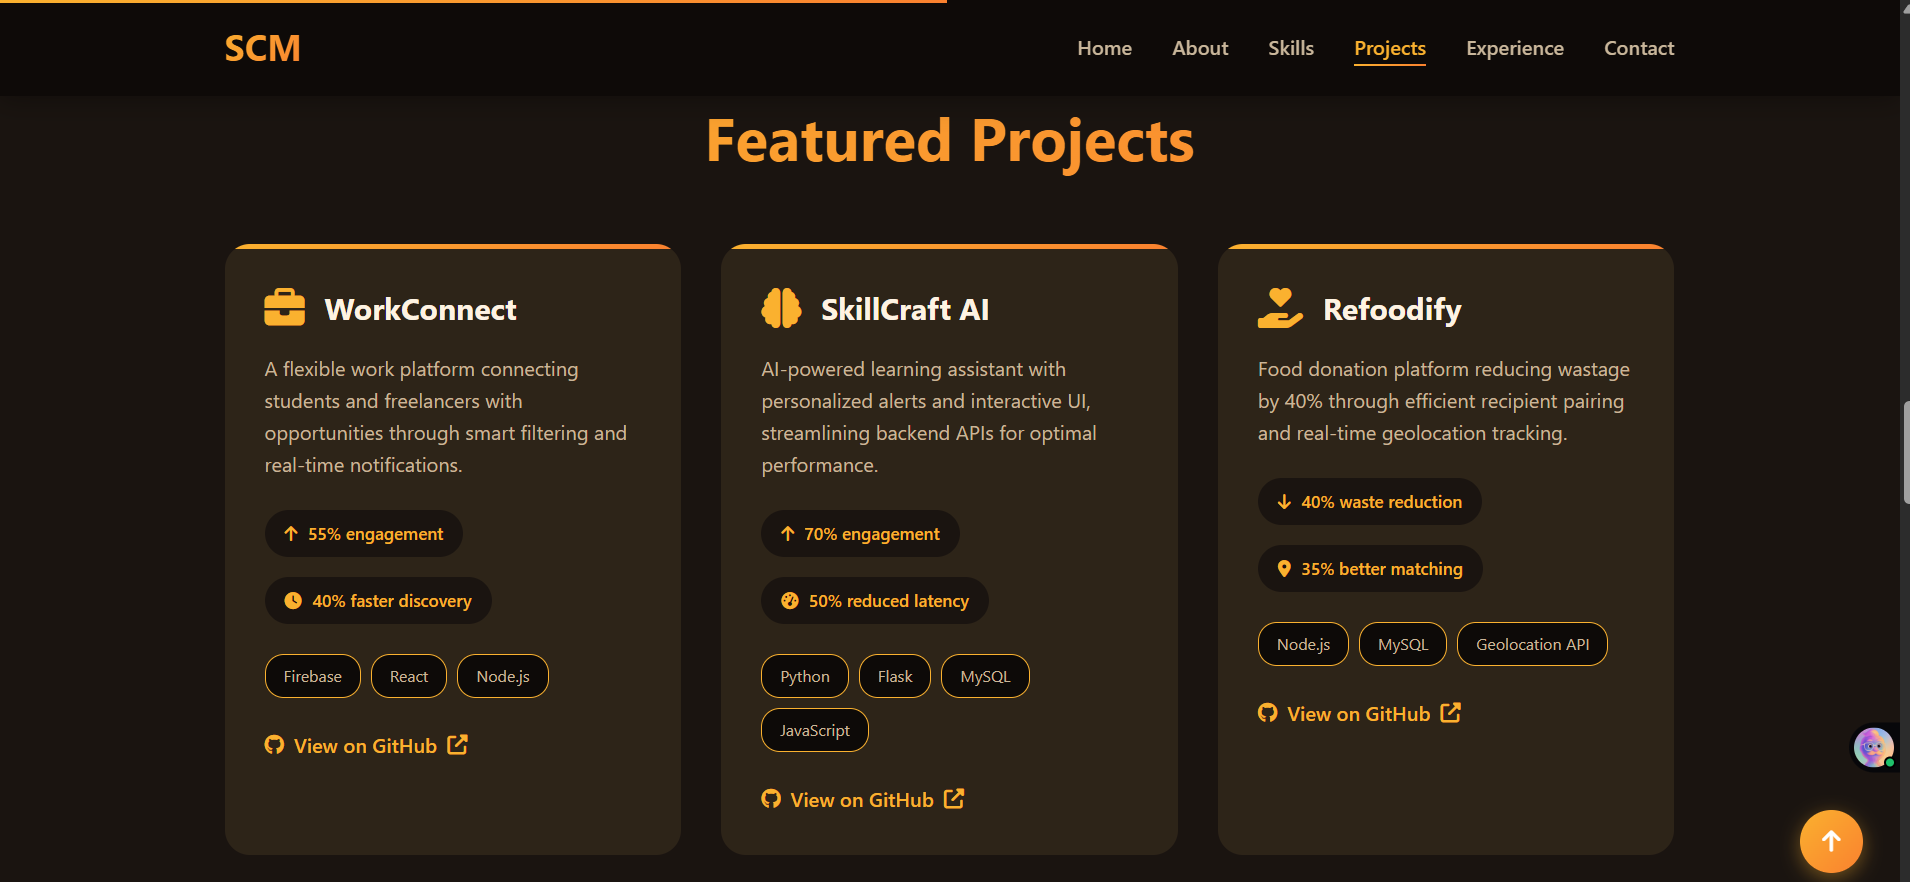 SCM
Home
About
Skills
Projects
Experience
Contact
Featured Projects
WorkConnect
A flexible work platform connecting
students and freelancers with
opportunities through smart filtering and
real-time notifications.
55% engagement
40% faster discovery
Firebase
React
Node.js
View on GitHub
SkillCraft AI
AI-powered learning assistant with
personalized alerts and interactive UI,
streamlining backend APIs for optimal
performance.
70% engagement
50% reduced latency
Python
Flask
MySQL
JavaScript
View on GitHub
Refoodify
Food donation platform reducing wastage
by 40% through efficient recipient pairing
and real-time geolocation tracking.
40% waste reduction
35% better matching
Node.js
MySQL
Geolocation API
View on GitHub